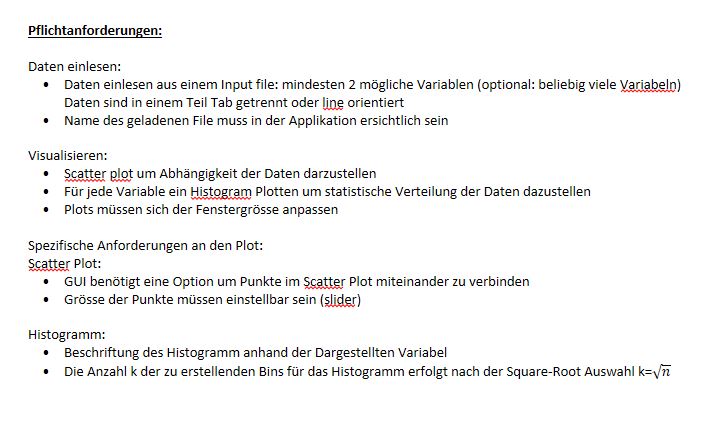 Pflichtanforderungen:
Daten einlesen:
• Daten einlesen aus einem Input file: mindesten 2 mögliche Variablen (optional: beliebig viele Variabeln)
Daten sind in einem Teil Tab getrennt oder line orientiert
• Name des geladenen File muss in der Applikation ersichtlich sein
Visualisieren:
• Scatter plot um Abhängigkeit der Daten darzustellen
• Für jede Variable ein Histogram Plotten um statistische Verteilung der Daten dazustellen
• Plots müssen sich der Fenstergrösse anpassen
Spezifische Anforderungen an den Plot:
Scatter Plot:
• GUI benötigt eine Option um Punkte im Scatter Plot miteinander zu verbinden
• Grösse der Punkte müssen einstellbar sein (slider)
Histogramm:
• Beschriftung des Histogramm anhand der Dargestellten Variabel
• Die Anzahl k der zu erstellenden Bins für das Histogramm erfolgt nach der Square-Root Auswahl k=√n